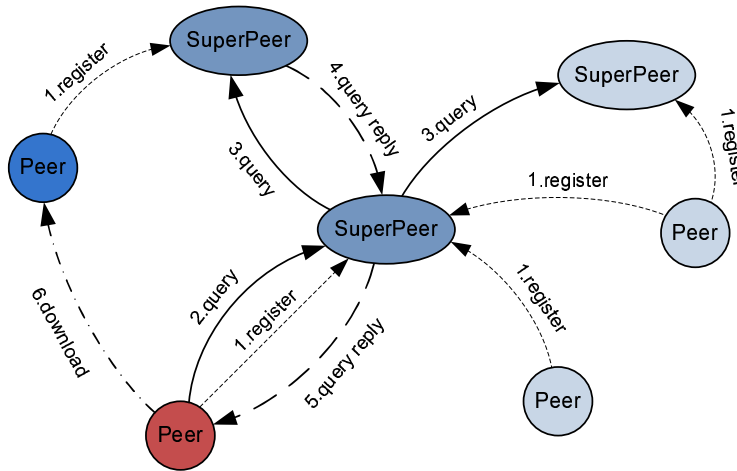 SuperPeer
1.register
4.query reply
SuperPeer
3.query
1.register
Peer
3.query
1.register
SuperPeer
Peer
2.query
1.register
1.register
6.download
5.query reply
Peer
Peer